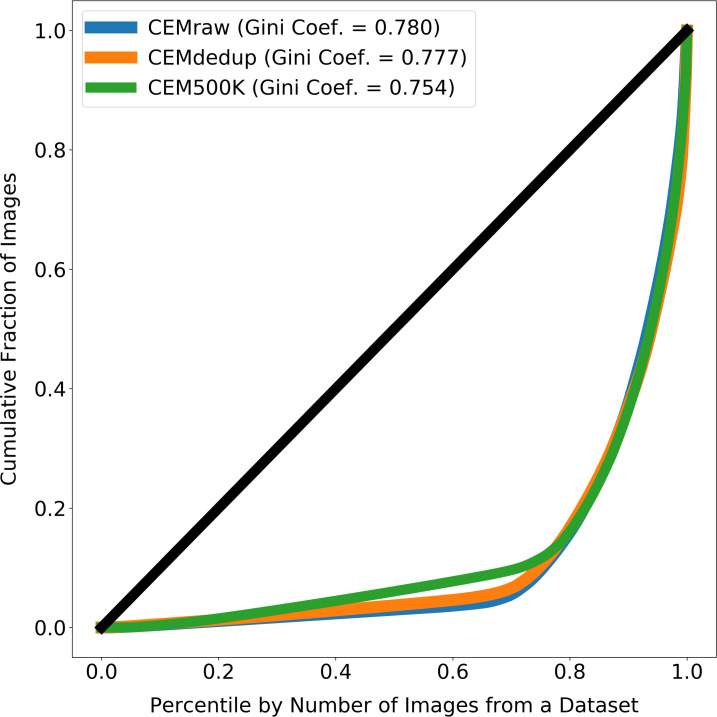 CEMraw (Gini Coef. = 0.780)
CEMdedup (Gini Coef. = 0.777)
CEM500K (Gini Coef. = 0.754)
1.0
0.8
0.6
0.4
0.2
0.0
Cumulative Fraction of Images
0.0 0.2 0.4 0.6 0.8 1.0
Percentile by Number of Images from a Dataset